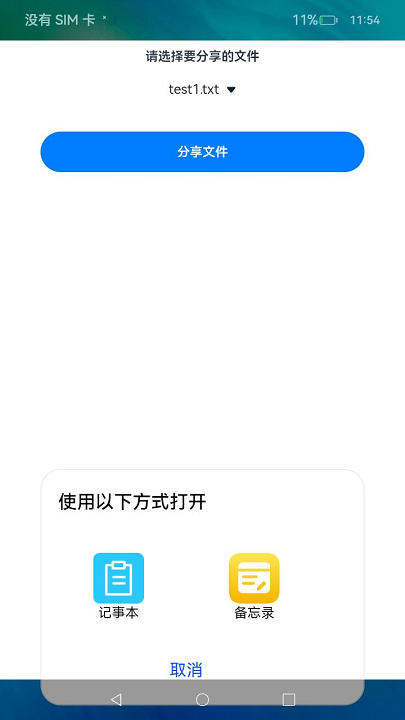 没有 SIM 卡 11% 11:54
请选择要分享的文件
test1.txt
分享文件
使用以下方式打开
记事本 备忘录
取消